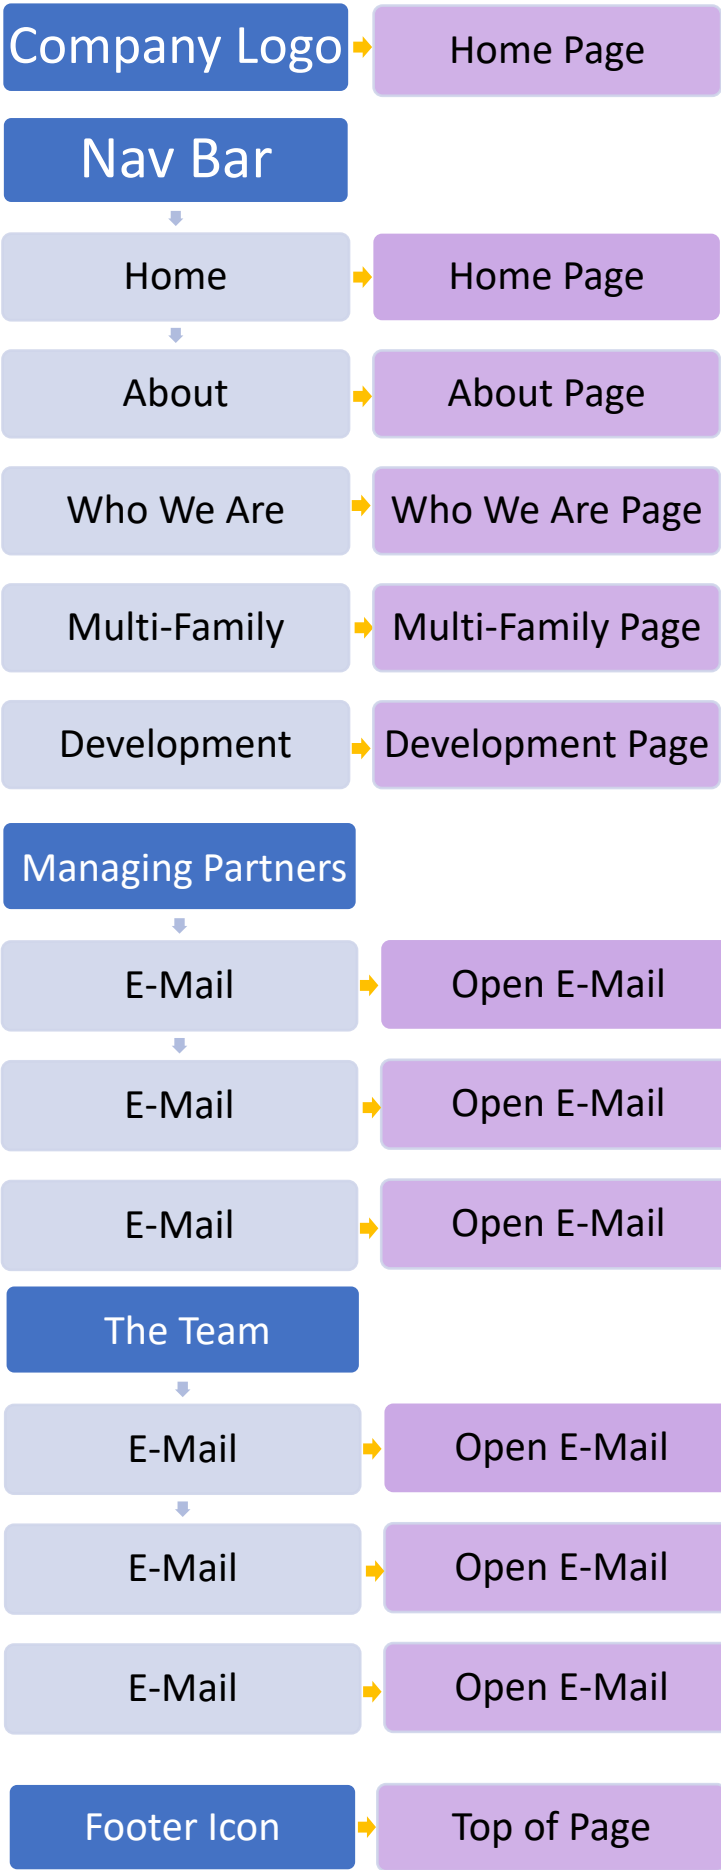 Company Logo
Home Page
Nav Bar
Home
Home Page
About
About Page
Who We Are
Who We Are Page
Multi-Family
Multi-Family Page
Development
Development Page
Managing Partners
E-Mail
Open E-Mail
E-Mail
Open E-Mail
E-Mail
Open E-Mail
The Team
E-Mail
Open E-Mail
E-Mail
Open E-Mail
E-Mail
Open E-Mail
Footer Icon
Top of Page